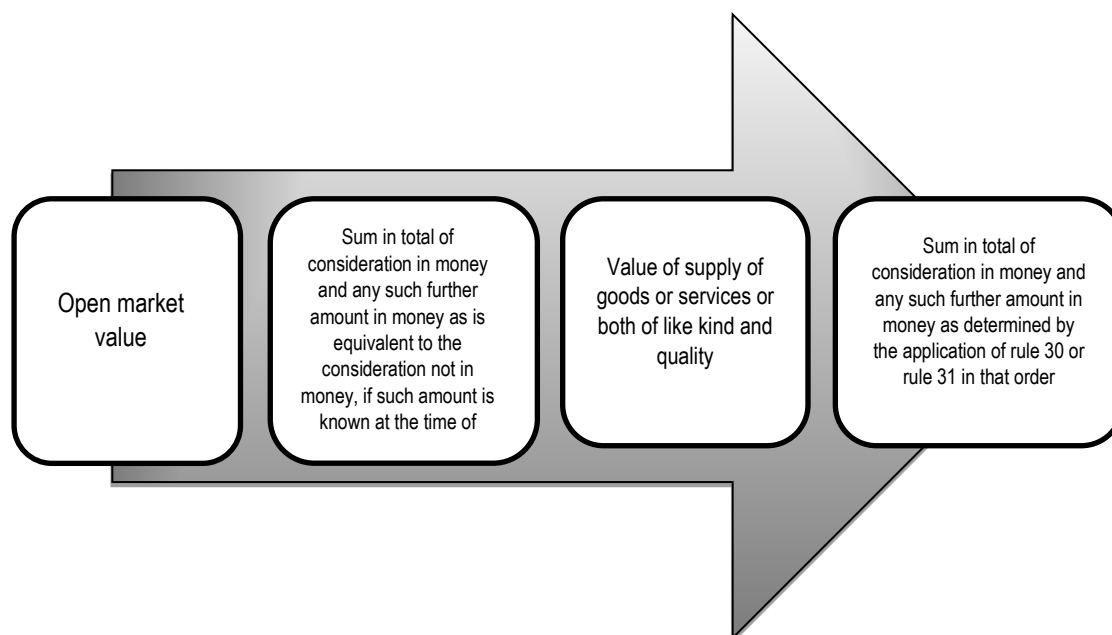 Open market
value
Sum in total of
consideration in money
and any such further
amount in money as is
equivalent to the
consideration not in
money, if such amount is
known at the time of
Value of supply of
goods or services or
both of like kind and
quality
Sum in total of
consideration in money and
any such further amount in
money as determined by
the application of rule 30 or
rule 31 in that order